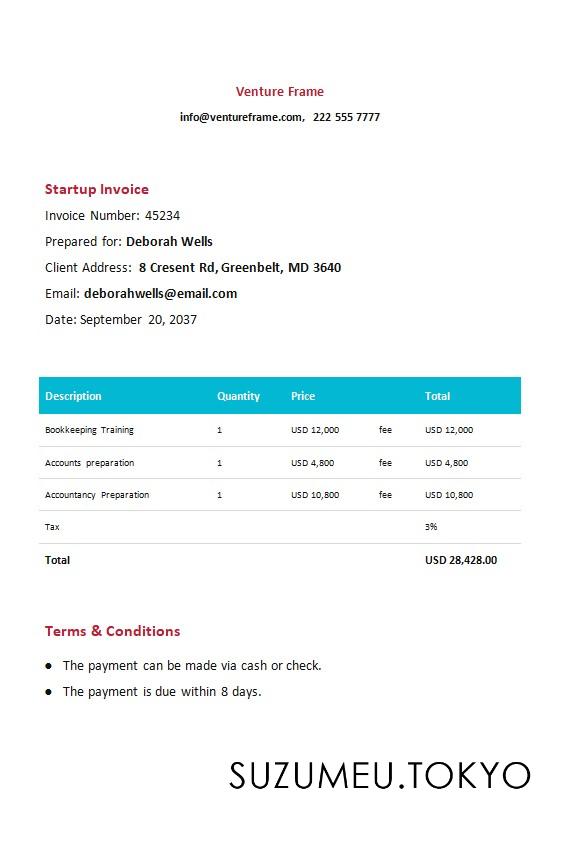 Venture Frame
info@ventureframe.com, 222 555 7777
Startup Invoice
Invoice Number: 45234
Prepared for: Deborah Wells
Client Address: 8 Cresent Rd, Greenbelt, MD 3640
Email: deborahwells@email.com
Date: September 20, 2037
Description Quantity Price Total
Bookkeeping Training 1 USD 12,000 fee USD 12,000
Accounts preparation 1 USD 4,800 fee USD 4,800
Accountancy Preparation 1 USD 10,800 fee USD 10,800
Tax 3%
Total USD 28,428.00
Terms & Conditions
● The payment can be made via cash or check.
● The payment is due within 8 days.
SUZUMEU.TOKYO